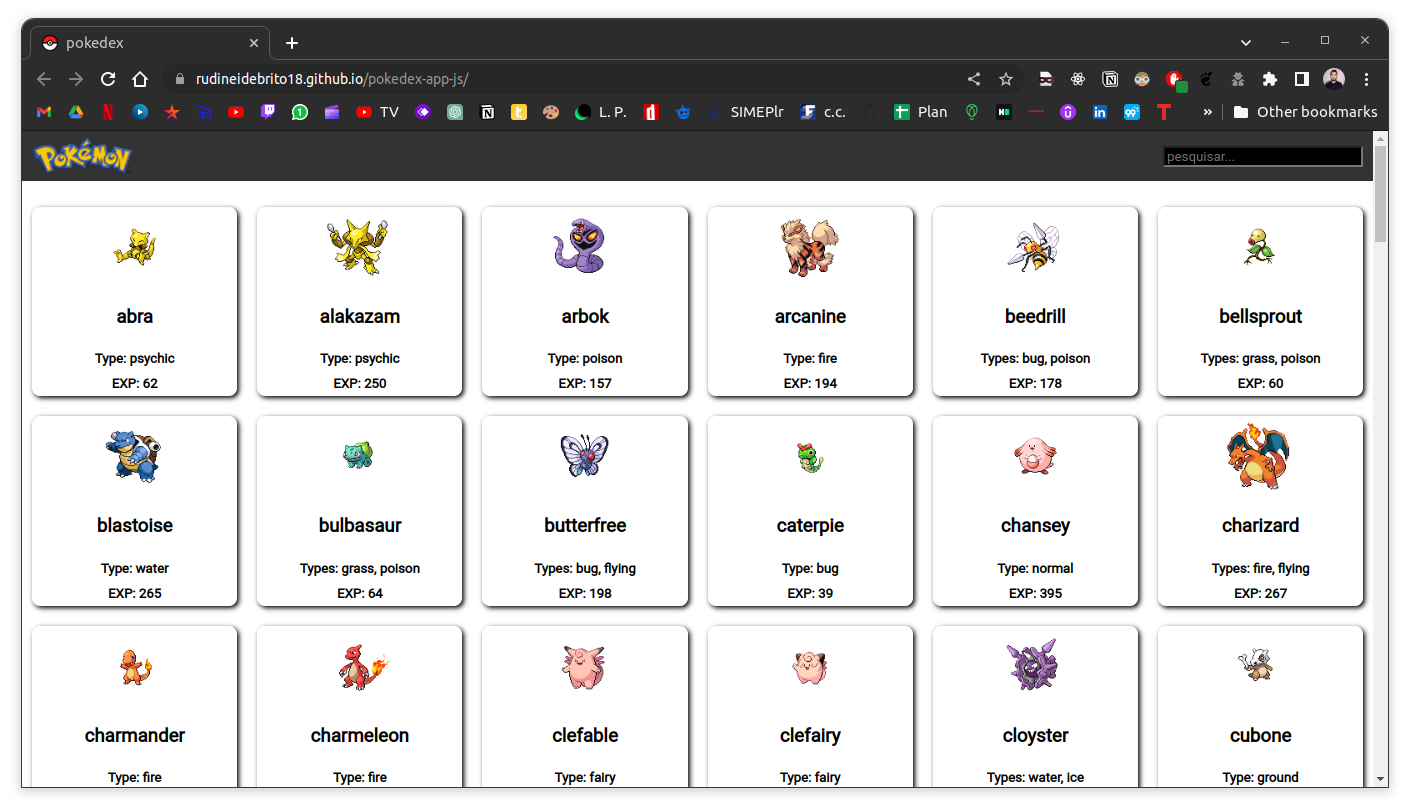 pokedex
rudineidebrito18.github.io/pokedex-app-js/
TV
L. P.
SIMEPlr
c.c.
Plan
Other bookmarks
POKéMON
pesquisar...
abra
Type: psychic
EXP: 62
alakazam
Type: psychic
EXP: 250
arbok
Type: poison
EXP: 157
arcanine
Type: fire
EXP: 194
beedrill
Types: bug, poison
EXP: 178
bellsprout
Types: grass, poison
EXP: 60
blastoise
Type: water
EXP: 265
bulbasaur
Types: grass, poison
EXP: 64
butterfree
Types: bug, flying
EXP: 198
caterpie
Type: bug
EXP: 39
chansey
Type: normal
EXP: 395
charizard
Types: fire, flying
EXP: 267
charmander
Type: fire
charmeleon
Type: fire
clefable
Type: fairy
clefairy
Type: fairy
cloyster
Types: water, ice
cubone
Type: ground